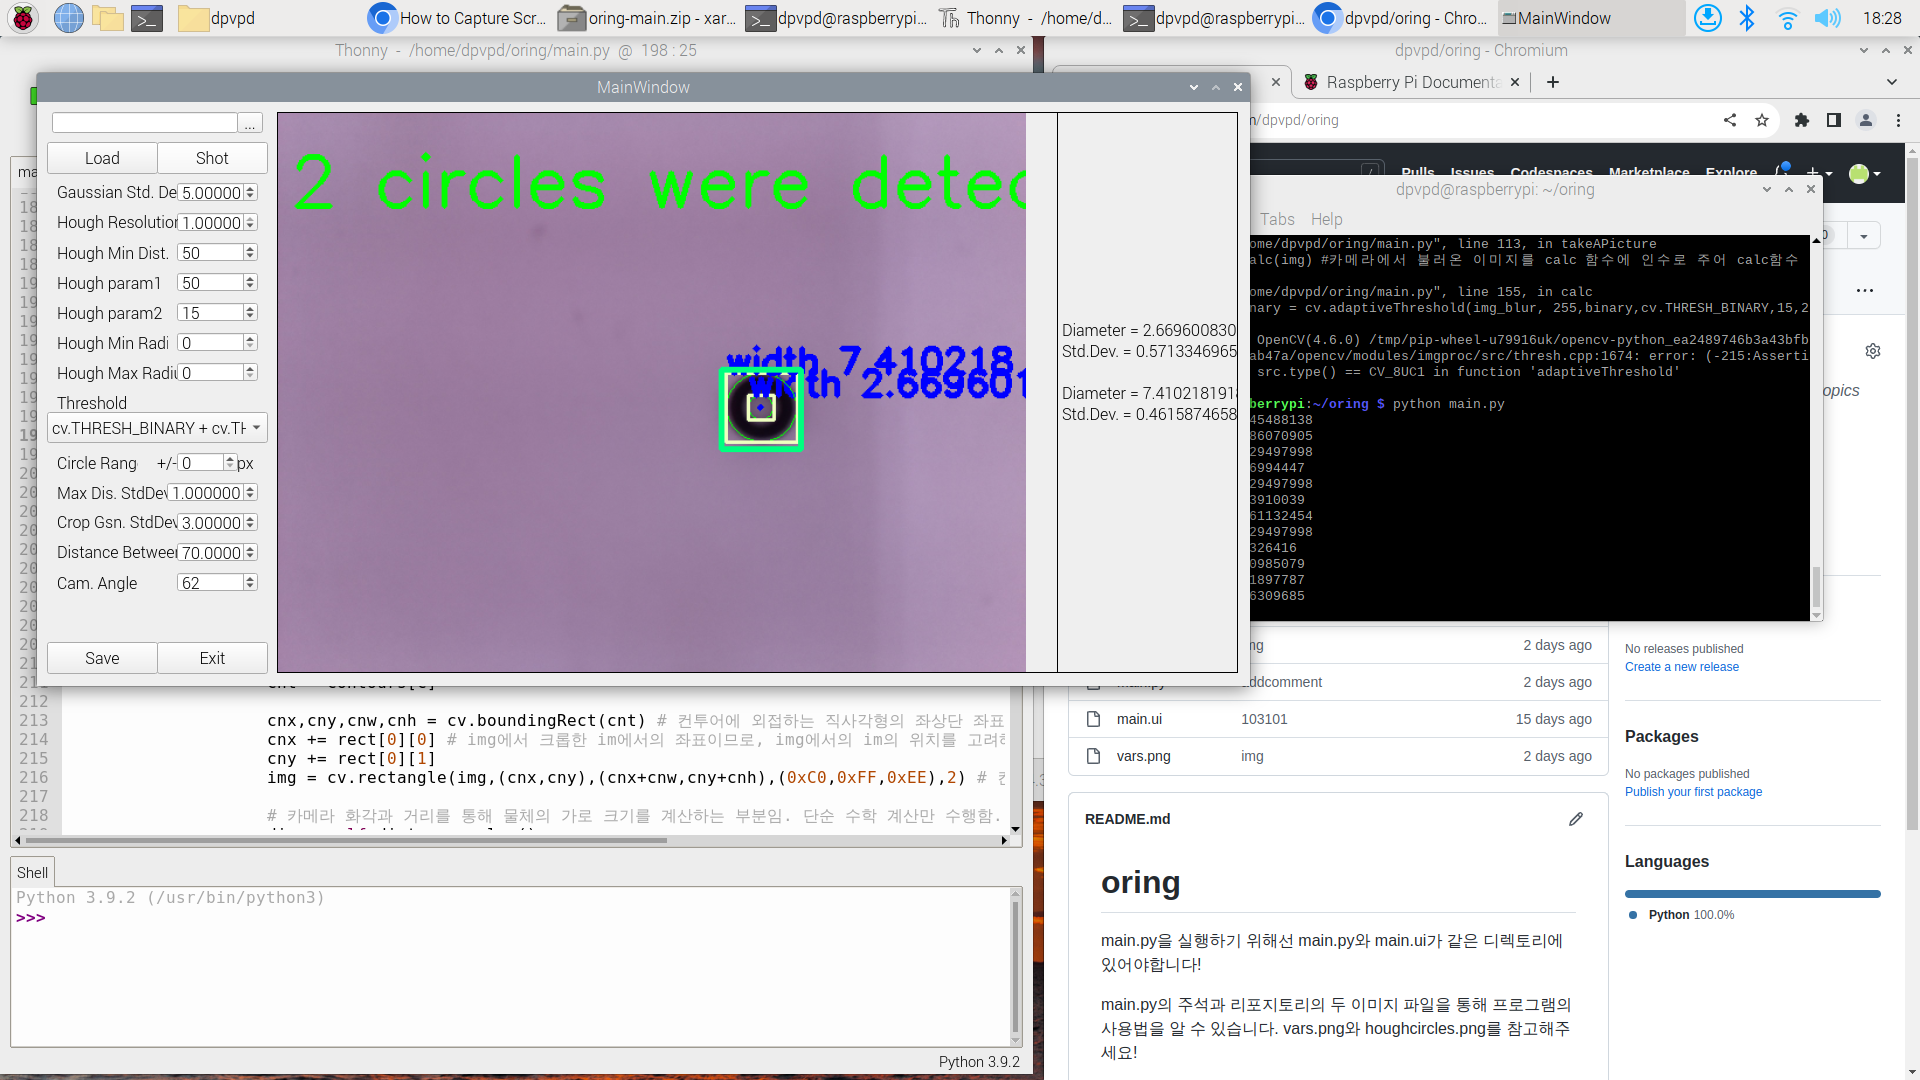 dpvpd
How to Capture Scr...
oring-main.zip - xar...
dpvpd@raspberrypi...
Thonny - /home/d...
dpvpd@raspberrypi...
dpvpd/oring - Chro...
MainWindow
18:28
Thonny - /home/dpvpd/oring/main.py @ 198 : 25
dpvpd/oring - Chromium
MainWindow
Raspberry Pi Documenta
/dpvpd/oring
...
Load
Shot
Gaussian Std. De
5.00000
Hough Resolution
1.00000
Hough Min Dist.
50
Hough param1
50
Hough param2
15
Hough Min Radi
0
Hough Max Radiu
0
Threshold
cv.THRESH_BINARY + cv.TH
Circle Rang
+/-
0
px
Max Dis. StdDev
1.000000
Crop Gsn. StdDev
3.00000
Distance Between
70.0000
Cam. Angle
62
Save
Exit
2 circles were detec
width 7.410218
width 2.669601
Diameter = 2.669600830
Std.Dev. = 0.5713346965
Diameter = 7.4102181918
Std.Dev. = 0.4615874658
Pulls
Issues
Codespaces
Marketplace
Explore
dpvpd@raspberrypi: ~/oring
Tabs
Help
ome/dpvpd/oring/main.py", line 113, in takeAPicture
alc(img) #카메라에서 불러온 이미지를 calc 함수에 인수로 주어 calc함수
ome/dpvpd/oring/main.py", line 155, in calc
nary = cv.adaptiveThreshold(img_blur, 255,binary,cv.THRESH_BINARY,15,2
OpenCV(4.6.0) /tmp/pip-wheel-u79916uk/opencv-python_ea2489746b3a43bfb
ab47a/opencv/modules/imgproc/src/thresh.cpp:1674: error: (-215:Asserti
src.type() == CV_8UC1 in function 'adaptiveThreshold'
berrypi:~/oring $ python main.py
45488138
86070905
29497998
6994447
29497998
3910039
61132454
29497998
326416
0985079
1897787
6309685
opics
ng
2 days ago
addcomment
2 days ago
main.ui
103101
15 days ago
vars.png
img
2 days ago
No releases published
Create a new release
Packages
No packages published
Publish your first package
Languages
Python 100.0%
README.md
oring
main.py을 실행하기 위해선 main.py와 main.ui가 같은 디렉토리에
있어야합니다!
main.py의 주석과 리포지토리의 두 이미지 파일을 통해 프로그램의
사용법을 알 수 있습니다. vars.png와 houghcircles.png를 참고해주
세요!
212
213 cnx,cny,cnw,cnh = cv.boundingRect(cnt) # 컨투어에 외접하는 직사각형의 좌상단 좌표
214 cnx += rect[0][0] # img에서 크롭한 im에서의 좌표이므로, img에서의 im의 위치를 고려하
215 cny += rect[0][1]
216 img = cv.rectangle(img,(cnx,cny),(cnx+cnw,cny+cnh),(0xC0,0xFF,0xEE),2) # 컨
217
218 # 카메라 화각과 거리를 통해 물체의 가로 크기를 계산하는 부분임. 단순 수학 계산만 수행함.
Shell
Python 3.9.2 (/usr/bin/python3)
>>>
Python 3.9.2